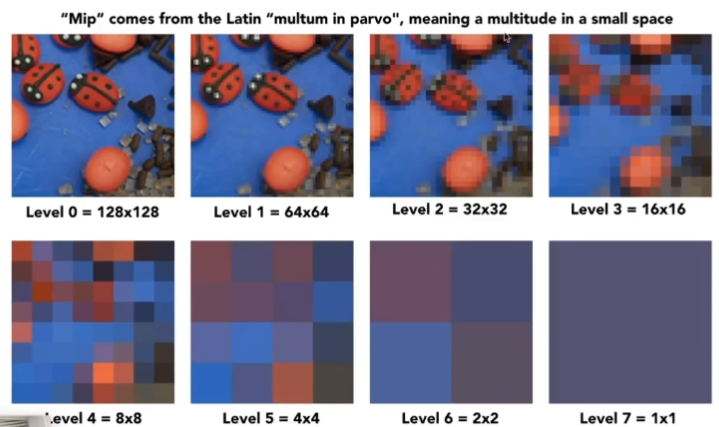 "Mip" comes from the Latin “multum in parvo", meaning a multitude in a small space
Level 0 = 128x128
Level 1 = 64x64
Level 2 = 32x32
Level 3 = 16x16
Level 4 = 8x8
Level 5 = 4x4
Level 6 = 2x2
Level 7 = 1x1